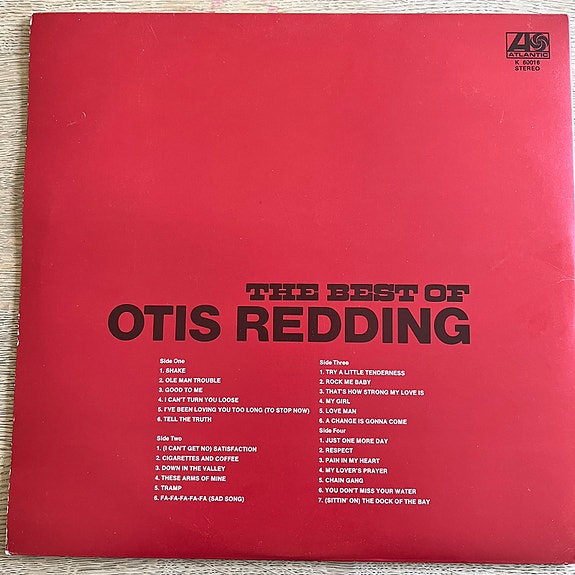 ATLANTIC
K 60016
STEREO
THE BEST OF
OTIS REDDING
Side One
1. SHAKE
2. OLE MAN TROUBLE
3. GOOD TO ME
4. I CAN'T TURN YOU LOOSE
5. I'VE BEEN LOVING YOU TOO LONG (TO STOP NOW)
6. TELL THE TRUTH
Side Two
1. (I CAN'T GET NO) SATISFACTION
2. CIGARETTES AND COFFEE
3. DOWN IN THE VALLEY
4. THESE ARMS OF MINE
5. TRAMP
6. FA-FA-FA-FA-FA (SAD SONG)
Side Three
1. TRY A LITTLE TENDERNESS
2. ROCK ME BABY
3. THAT'S HOW STRONG MY LOVE IS
4. MY GIRL
5. LOVE MAN
6. A CHANGE IS GONNA COME
Side Four
1. JUST ONE MORE DAY
2. RESPECT
3. PAIN IN MY HEART
4. MY LOVER'S PRAYER
5. CHAIN GANG
6. YOU DON'T MISS YOUR WATER
7. (SITTIN' ON) THE DOCK OF THE BAY